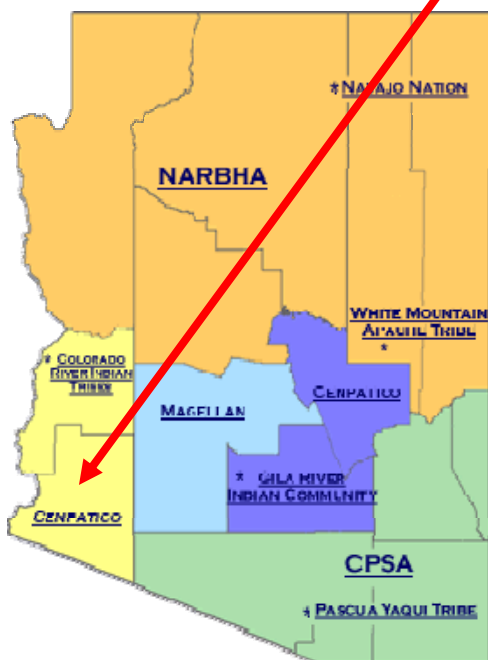 * NAVAJO NATION
NARBHA
WHITE MOUNTAIN
APACHE TRIBE
*
* COLORADO
RIVER INDIAN
TRIBES
CENPATICO
MAGELLAN
* GILA RIVER
INDIAN COMMUNITY
CENPATICO
CPSA
* PASCUA YAQUI TRIBE